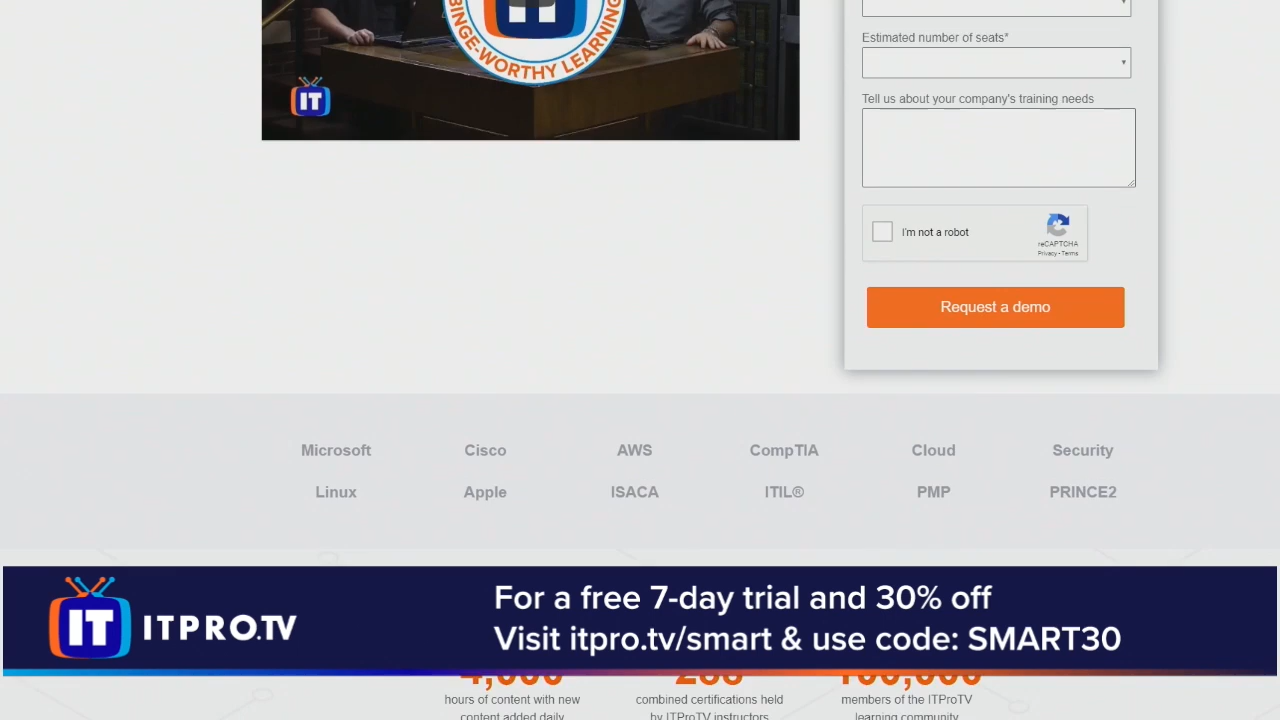 BINGE-WORTHY LEARNING
IT
Estimated number of seats*
Tell us about your company's training needs
I'm not a robot
reCAPTCHA
Privacy - Terms
Request a demo
Microsoft Cisco AWS CompTIA Cloud Security
Linux Apple ISACA ITIL® PMP PRINCE2
IT ITPRO.TV
For a free 7-day trial and 30% off
Visit itpro.tv/smart & use code: SMART30
hours of content with new
content added daily
combined certifications held
by ITProTV instructors
members of the ITProTV
learning community